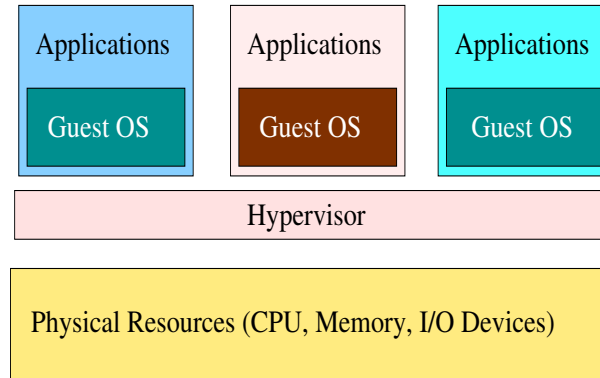 Applications
Applications
Applications
Guest OS
Guest OS
Guest OS
Hypervisor
Physical Resources (CPU, Memory, I/O Devices)